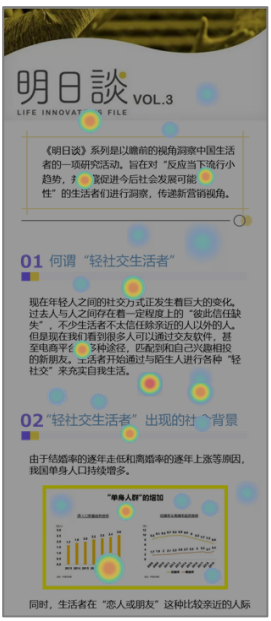 明日谈 VOL.3
LIFE INNOVATION FILE
《明日谈》系列是以瞻前的视角洞察中国生活
者的一项研究活动。旨在对“反应当下流行小
趋势，并 促进今后社会发展可能
性”的生活者们进行洞察，传递新营销视角。
01 何谓“轻社交生活者”
现在年轻人之间的社交方式正发生着巨大的变化。
过去人与人之间存在着一定程度上的“彼此信任缺
失”，不少生活者不太信任除亲近的人以外的人。
但是现在我们看到很多人可以通过交友软件，甚
至电商平台 多种途径，匹配到和自己兴趣相投
的新朋友。生活者开始通过与陌生人进行各种“轻
社交”来充实自我生活。
02 “轻社交生活者”出现的社会背景
由于结婚率的逐年走低和离婚率的逐年上涨等原因，
我国单身人口持续增多。
“单身人群”的增加
同时，生活者在“恋人或朋友”这种比较亲近的人际